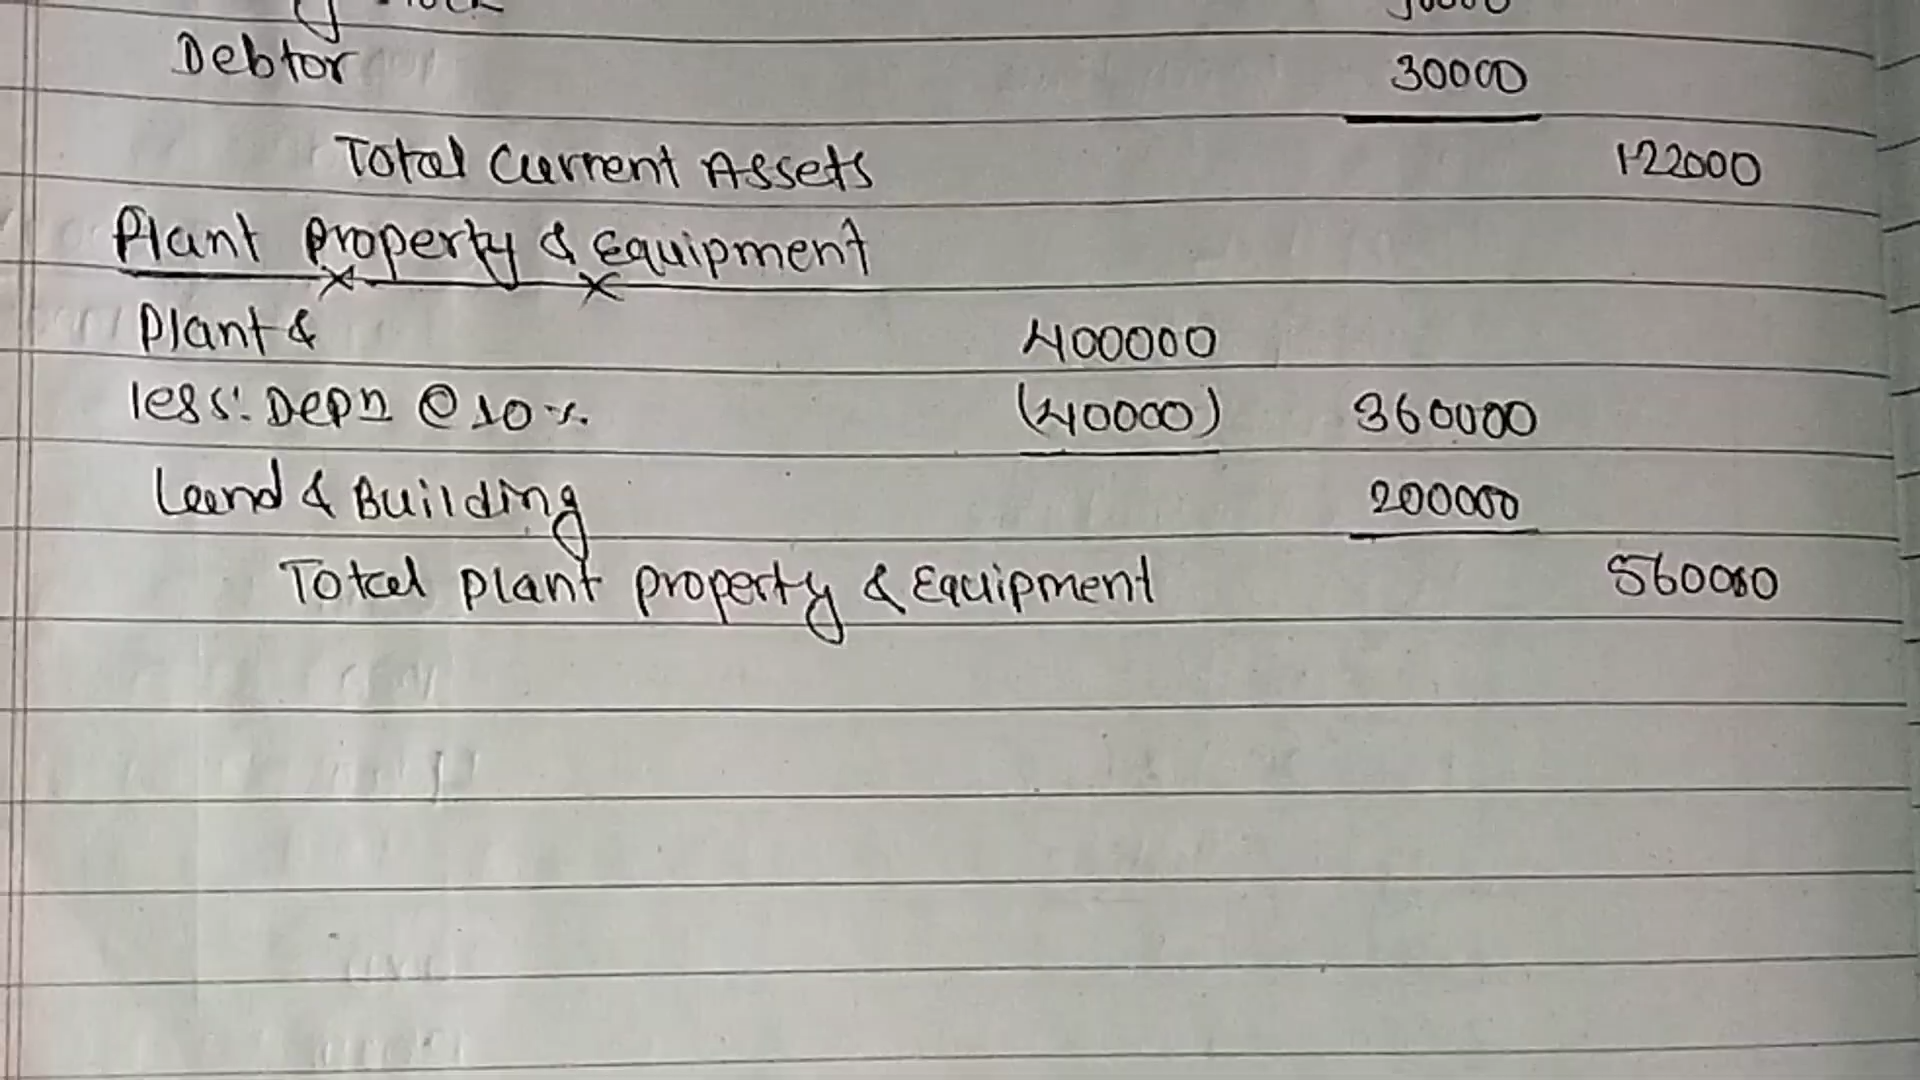 Debtor 30000
Total Current Assets 122000
Plant Property & Equipment
Plant & 400000
less: Depn @ 10% (40000) 360000
Land & Building 200000
Total plant property & Equipment 560000